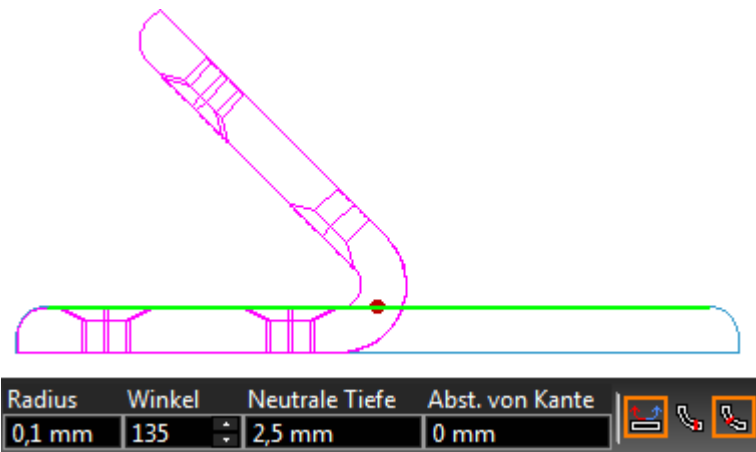 Radius Winkel Neutrale Tiefe Abst. von Kante
0,1 mm 135 2,5 mm 0 mm